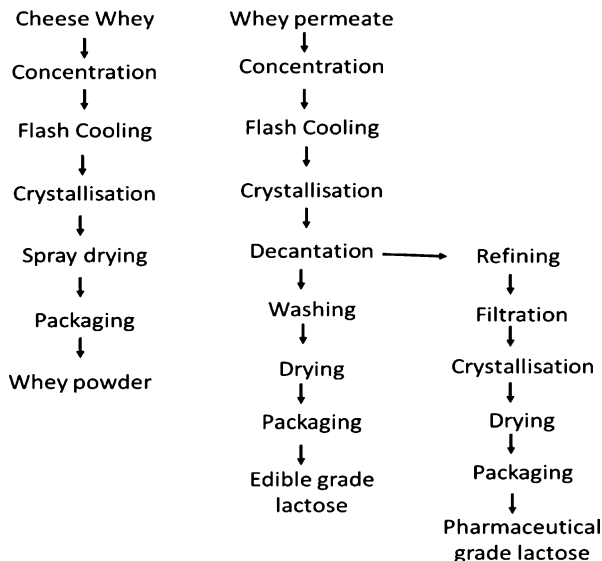 Cheese Whey
Concentration
Flash Cooling
Crystallisation
Spray drying
Packaging
Whey powder
Whey permeate
Concentration
Flash Cooling
Crystallisation
Decantation
Washing
Drying
Packaging
Edible grade
lactose
Refining
Filtration
Crystallisation
Drying
Packaging
Pharmaceutical
grade lactose